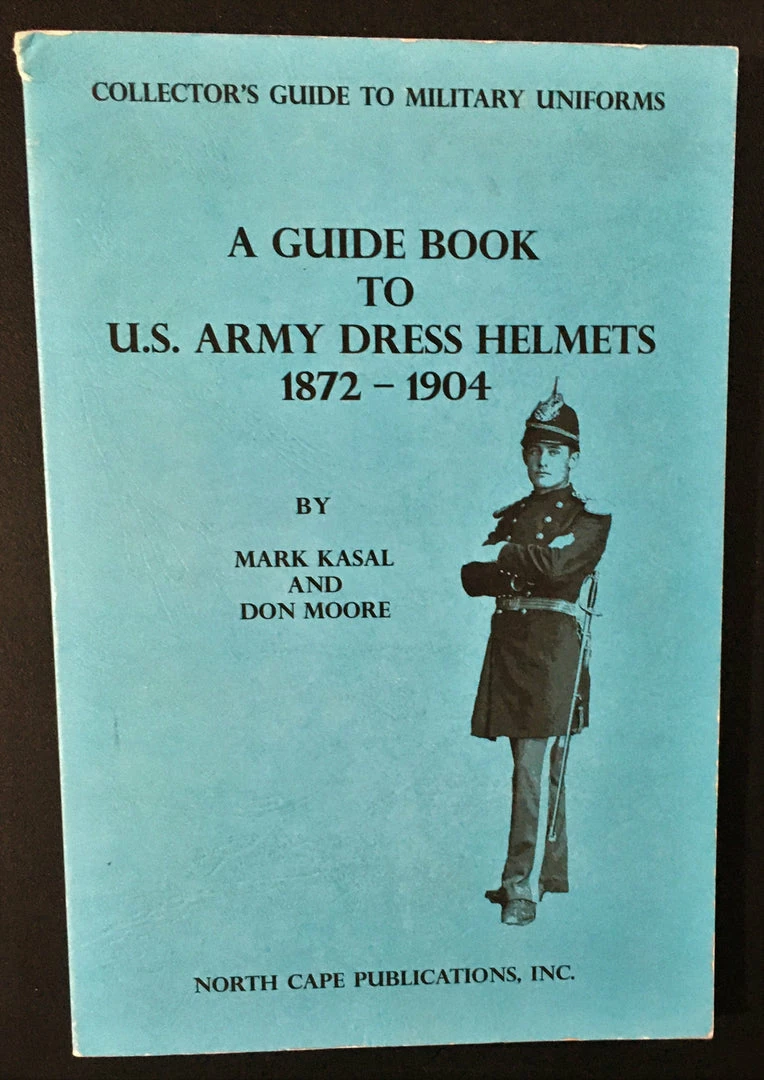 COLLECTOR'S GUIDE TO MILITARY UNIFORMS
A GUIDE BOOK
TO
U.S. ARMY DRESS HELMETS
1872 – 1904
BY
MARK KASAL
AND
DON MOORE
NORTH CAPE PUBLICATIONS, INC.